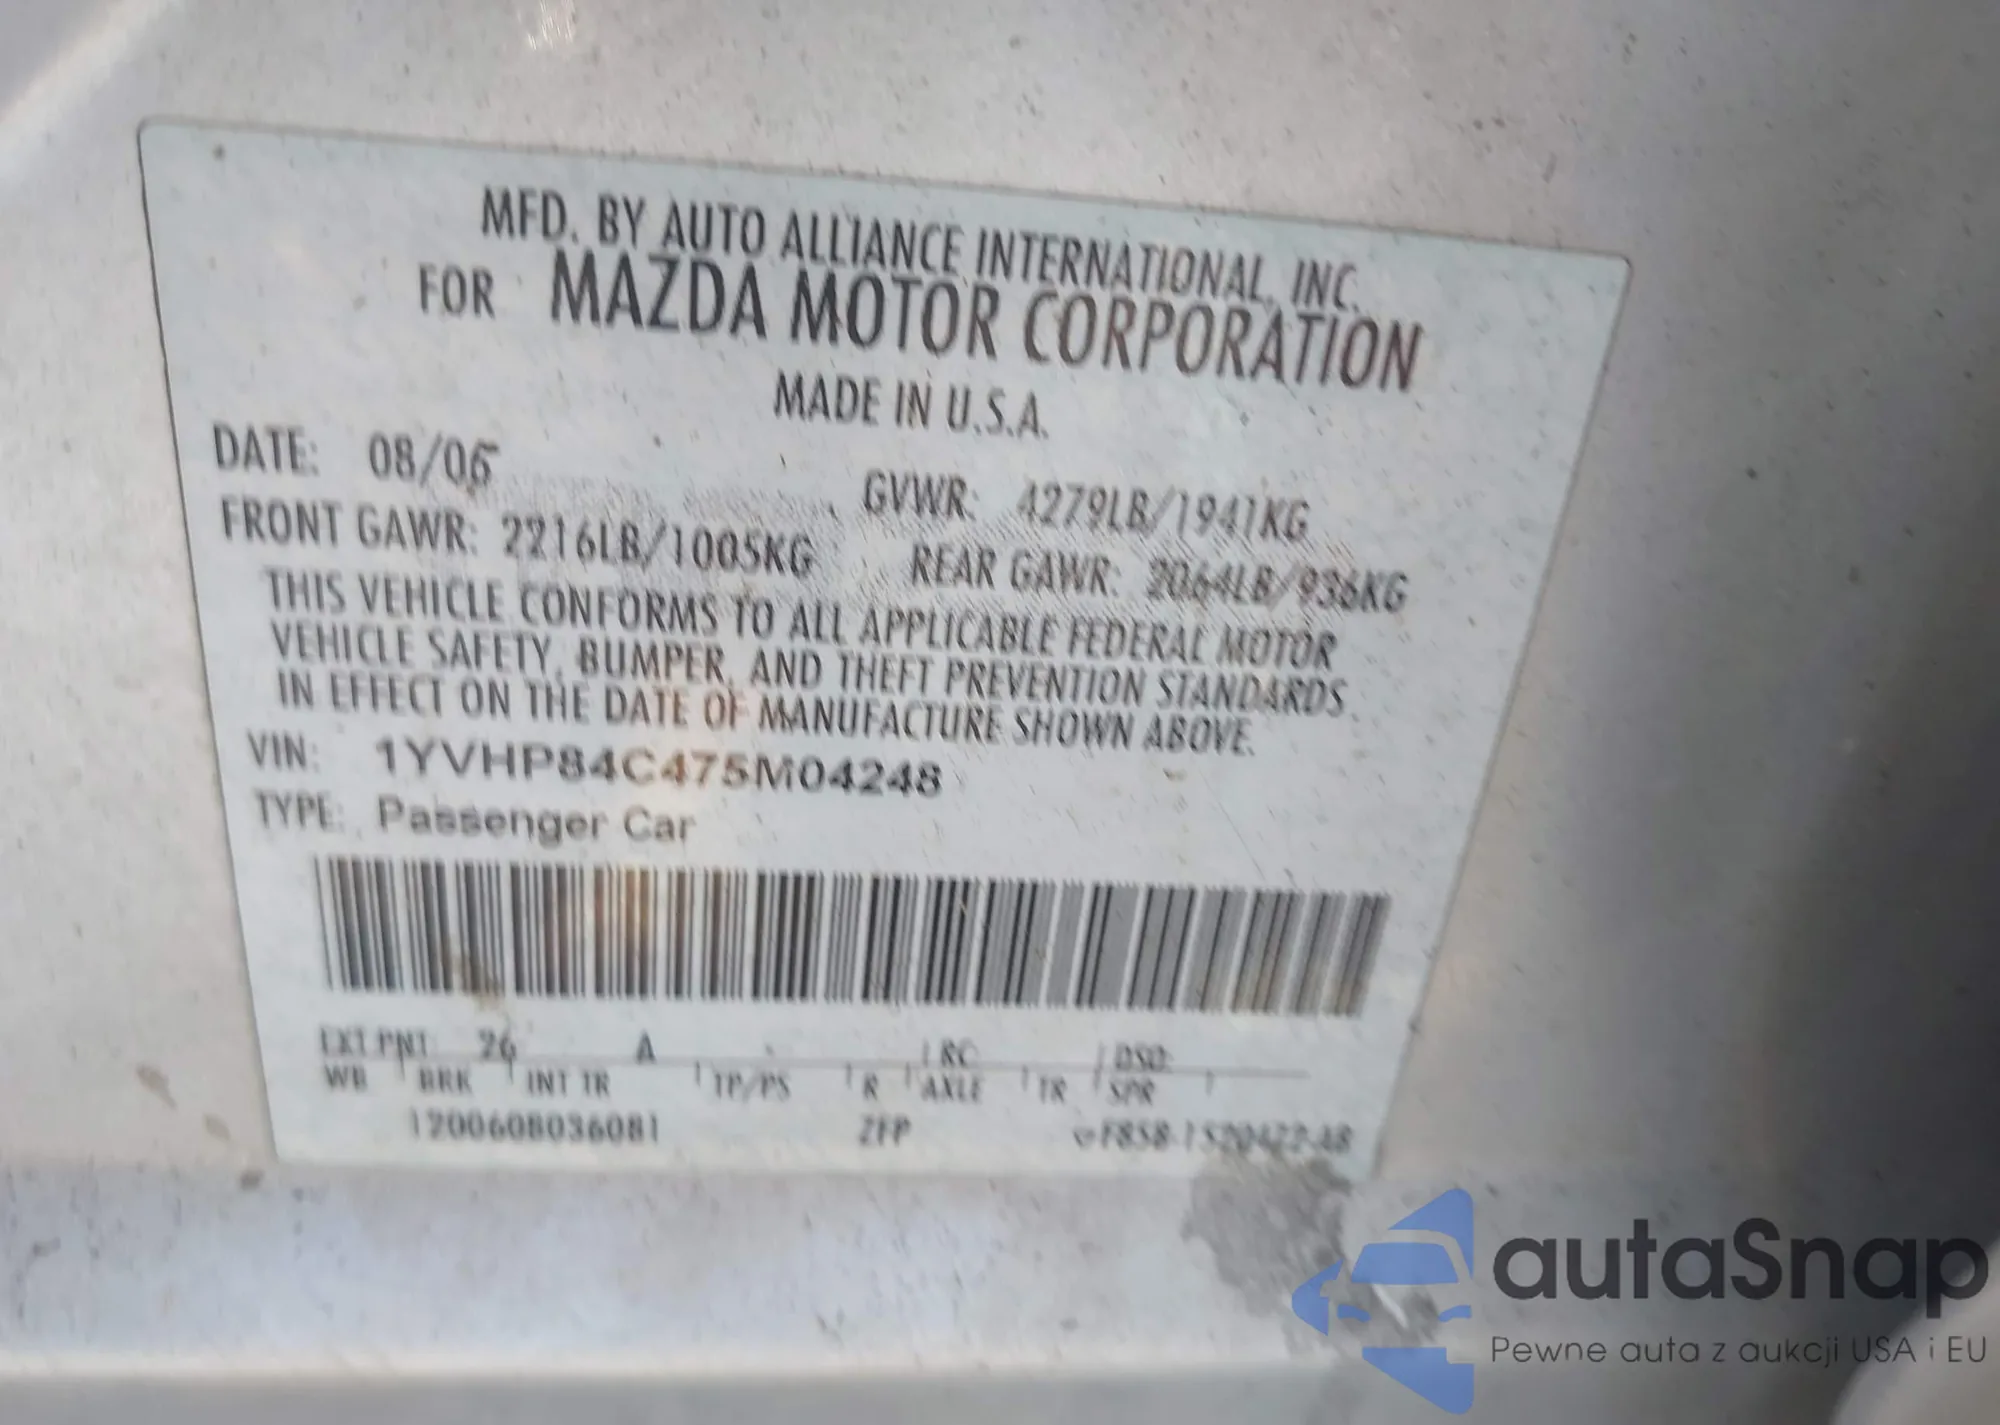 MFD. BY AUTO ALLIANCE INTERNATIONAL, INC.
FOR MAZDA MOTOR CORPORATION
MADE IN U.S.A.
DATE: 08/06
GVWR: 4279LB/1941KG
FRONT GAWR: 2216LB/1005KG
REAR GAWR: 2064LB/936KG
THIS VEHICLE CONFORMS TO ALL APPLICABLE FEDERAL MOTOR
VEHICLE SAFETY, BUMPER, AND THEFT PREVENTION STANDARDS
IN EFFECT ON THE DATE OF MANUFACTURE SHOWN ABOVE.
VIN: 1YVHP84C475M04248
TYPE: Passenger Car
EXT PNT 26 A RC DSO
WB BRK INT TR TP/PS R AXLE TR SPR
1200608036081 ZFP
autaSnap
Pewne auta z aukcji USA i EU